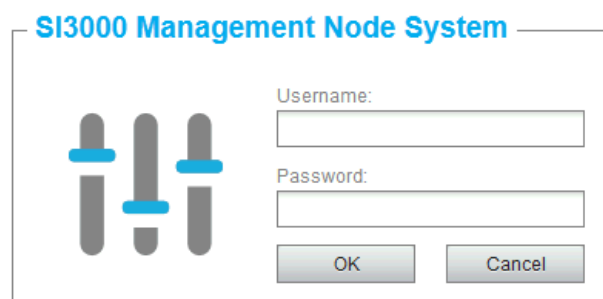 SI3000 Management Node System
Username:
Password:
OK
Cancel